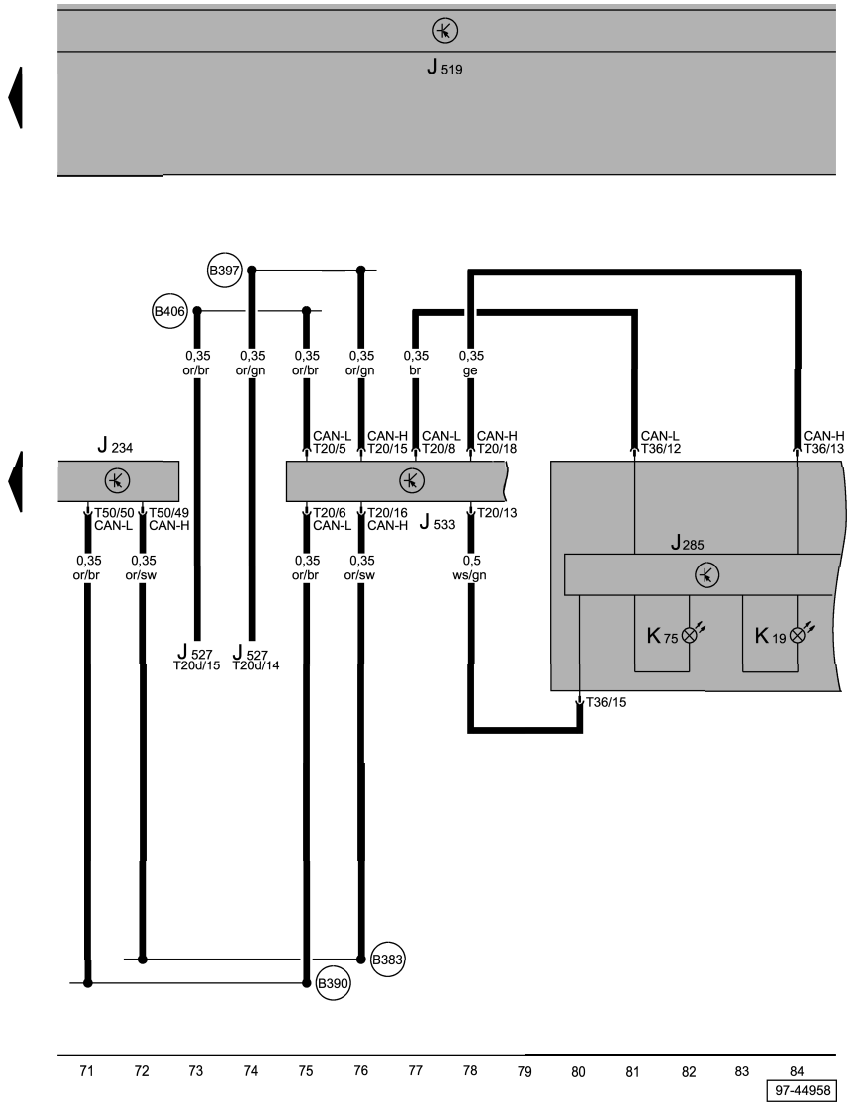 J 519
B397
B406
0,35 0,35 0,35 0,35 0,35 0,35
or/br or/gn or/br or/gn br ge
CAN-L CAN-H CAN-L CAN-H CAN-L CAN-H
T20/5 T20/15 T20/8 T20/18 T36/12 T36/13
J 234
T50/50 T50/49 T20/6 T20/16 J 533 T20/13
CAN-L CAN-H CAN-L CAN-H
J 285
0,35 0,35 0,35 0,35 0,5
or/br or/sw or/br or/sw ws/gn
K 75 K 19
J 527 J 527
T20d/15 T20d/14
T36/15
B383
B390
71 72 73 74 75 76 77 78 79 80 81 82 83 84
97-44958